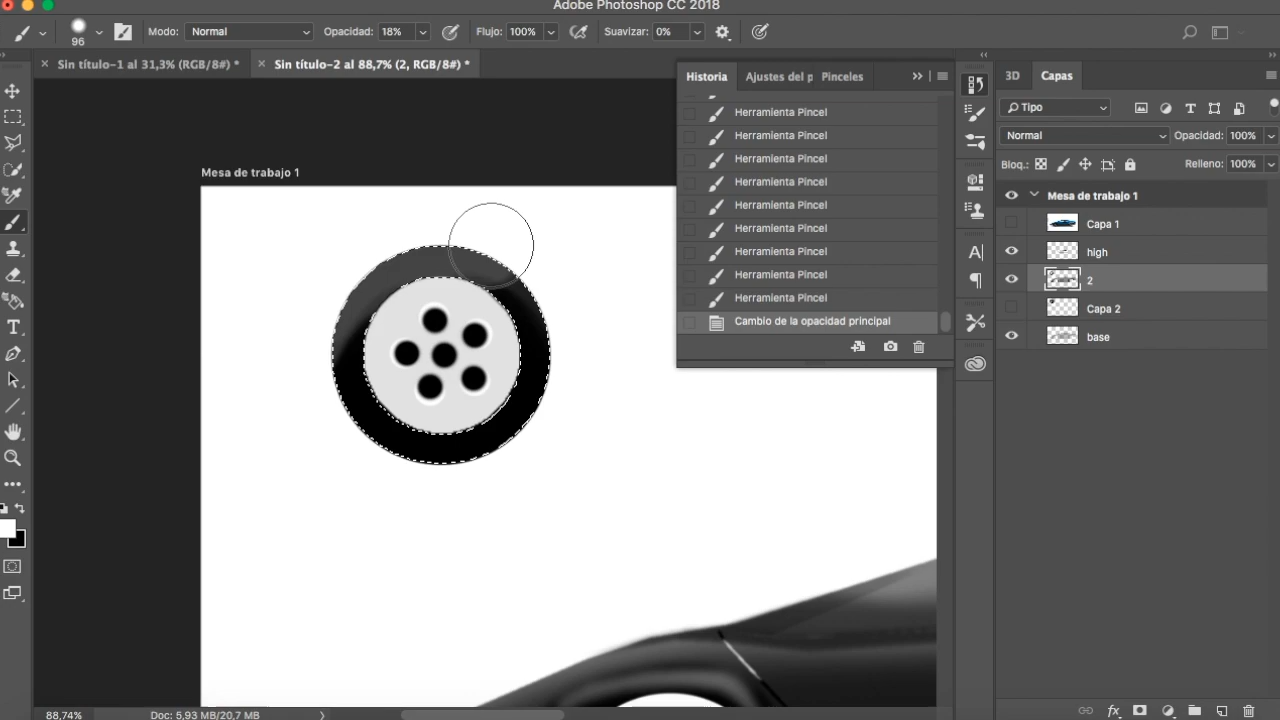 Adobe Photoshop CC 2018
96 Modo: Normal Opacidad: 18% Flujo: 100% Suavizar: 0%
Sin título-1 al 31,3% (RGB/8#) * Sin título-2 al 88,7% (2, RGB/8#) *
Historia Ajustes del p Pinceles
Herramienta Pincel
Herramienta Pincel
Herramienta Pincel
Herramienta Pincel
Herramienta Pincel
Herramienta Pincel
Herramienta Pincel
Herramienta Pincel
Herramienta Pincel
Cambio de la opacidad principal
3D Capas
Tipo
Normal Opacidad: 100%
Bloq.: Relleno: 100%
Mesa de trabajo 1
Capa 1
high
2
Capa 2
base
Mesa de trabajo 1
88,74% Doc: 5,93 MB/20,7 MB